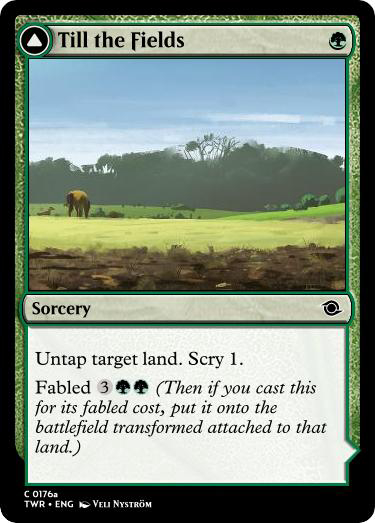 Till the Fields
Sorcery
Untap target land. Scry 1.
Fabled 3 (Then if you cast this
for its fabled cost, put it onto the
battlefield transformed attached to that
land.)
C 0176a
TWR • ENG VELI NYSTRÖM